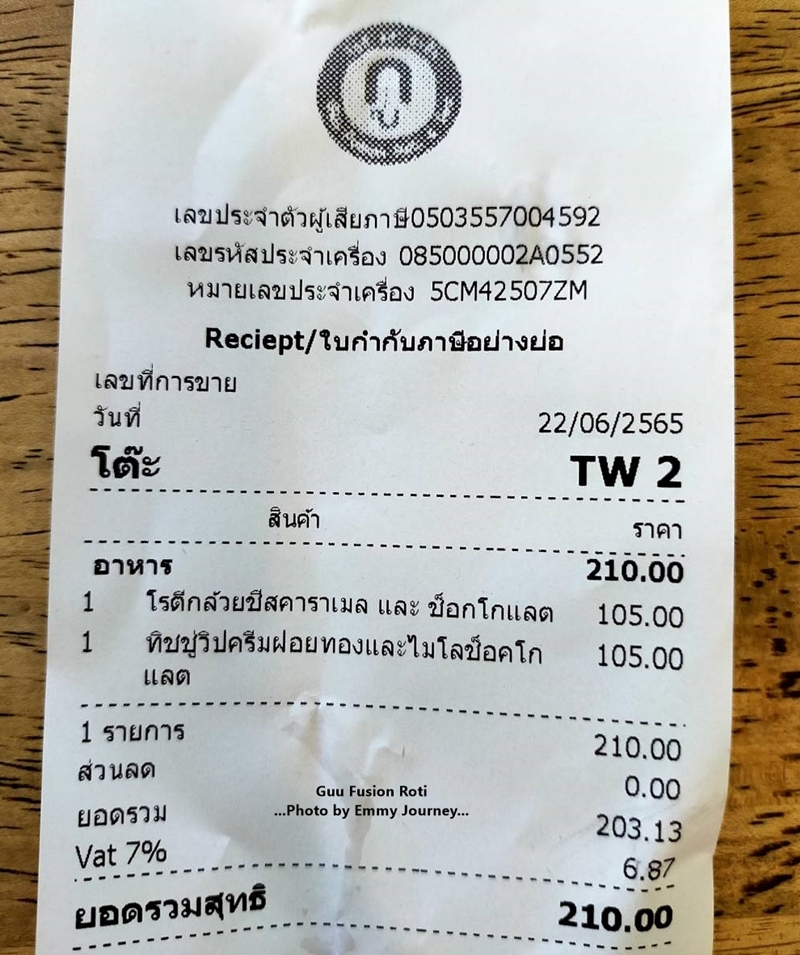 เลขประจำตัวผู้เสียภาษี0503557004592
เลขรหัสประจำเครื่อง 085000002A0552
หมายเลขประจำเครื่อง 5CM42507ZM
Reciept/ใบกำกับภาษีอย่างย่อ
เลขที่การขาย
วันที่ 22/06/2565
โต๊ะ TW 2
สินค้า ราคา
อาหาร 210.00
1 โรตีกล้วยชีสคาราเมล และ ช็อกโกแลต 105.00
1 ทิชชู่วิปครีมฝอยทองและไมโลช็อคโก 105.00
แลต
1 รายการ 210.00
ส่วนลด 0.00
ยอดรวม 203.13
Vat 7% 6.87
Guu Fusion Roti
...Photo by Emmy Journey...
ยอดรวมสุทธิ 210.00